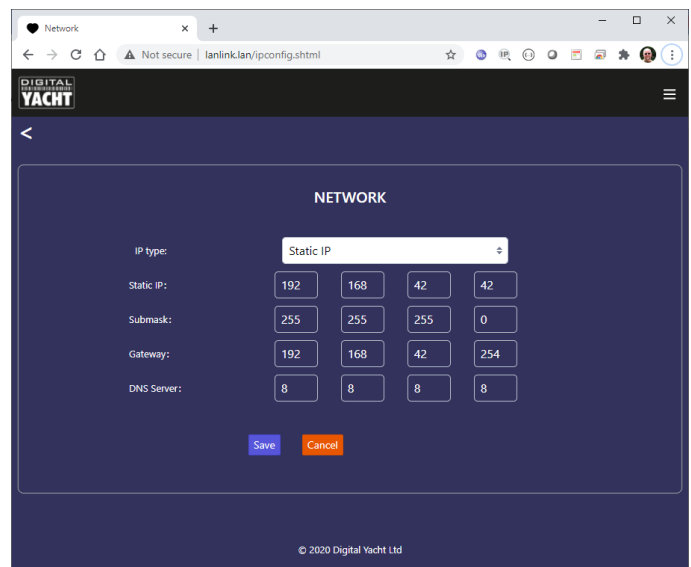 Network
Not secure | lanlink.lan/ipconfig.shtml
DIGITAL
YACHT
<
NETWORK
IP type: Static IP
Static IP: 192 168 42 42
Submask: 255 255 255 0
Gateway: 192 168 42 254
DNS Server: 8 8 8 8
Save Cancel
© 2020 Digital Yacht Ltd